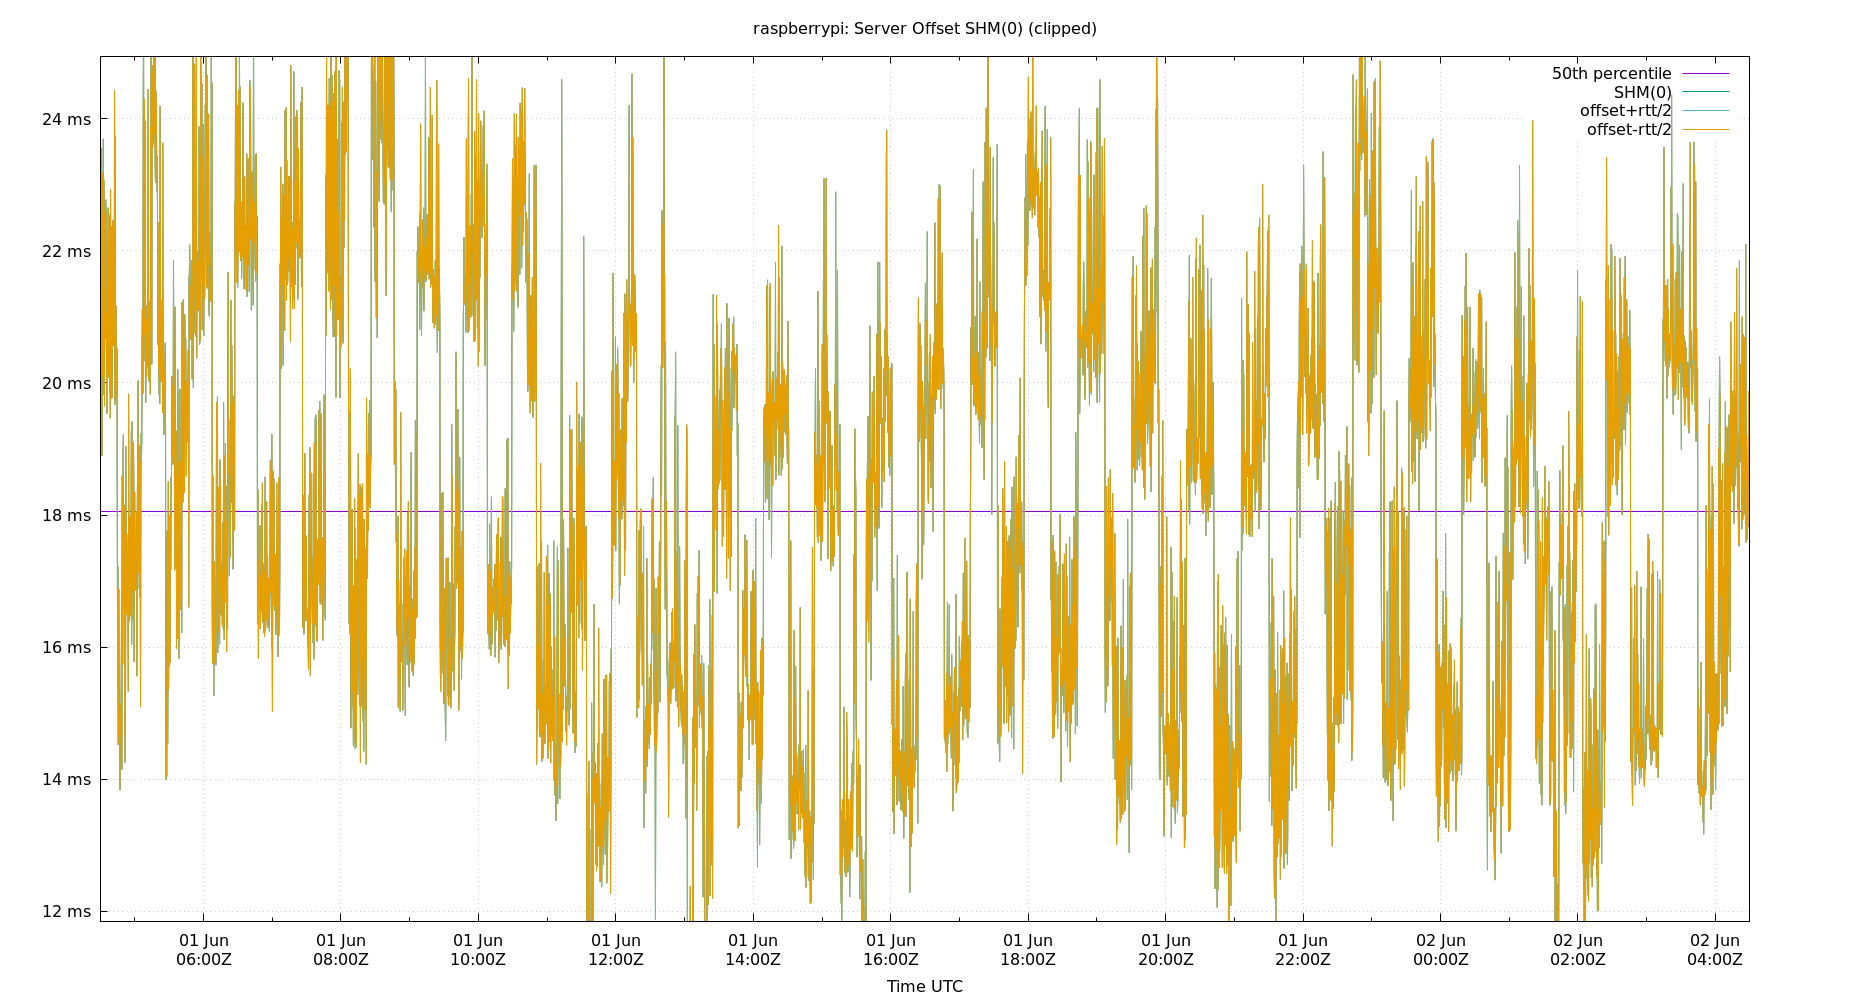 raspberrypi: Server Offset SHM(0) (clipped)
50th percentile
SHM(0)
offset+rtt/2
offset-rtt/2
24 ms
22 ms
20 ms
18 ms
16 ms
14 ms
12 ms
01 Jun 01 Jun 01 Jun 01 Jun 01 Jun 01 Jun 01 Jun 01 Jun 01 Jun 02 Jun 02 Jun 02 Jun
06:00Z 08:00Z 10:00Z 12:00Z 14:00Z 16:00Z 18:00Z 20:00Z 22:00Z 00:00Z 02:00Z 04:00Z
Time UTC